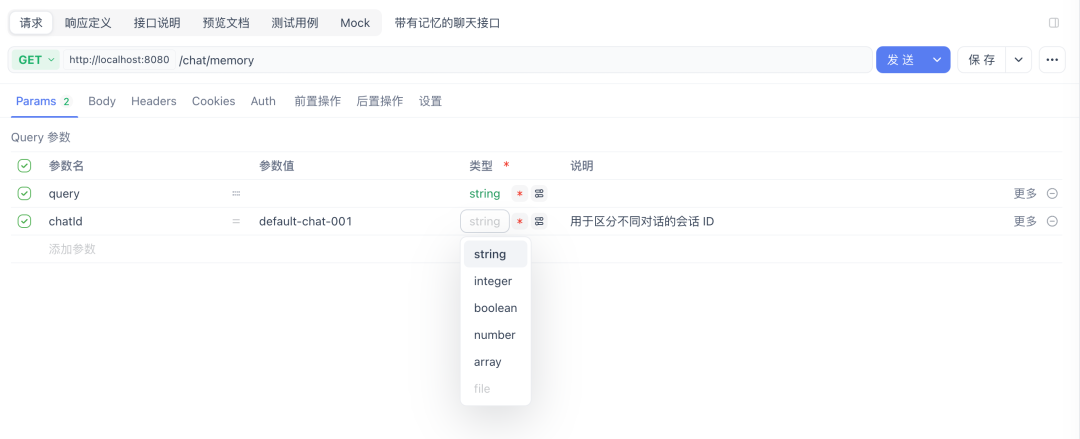 请求 响应定义 接口说明 预览文档 测试用例 Mock 带有记忆的聊天接口
GET http://localhost:8080 /chat/memory 发送 保存 •••
Params 2 Body Headers Cookies Auth 前置操作 后置操作 设置
Query 参数
参数名 参数值 类型 * 说明
query = string * 更多
chatId = default-chat-001 string * 用于区分不同对话的会话 ID 更多
添加参数
string
integer
boolean
number
array
file